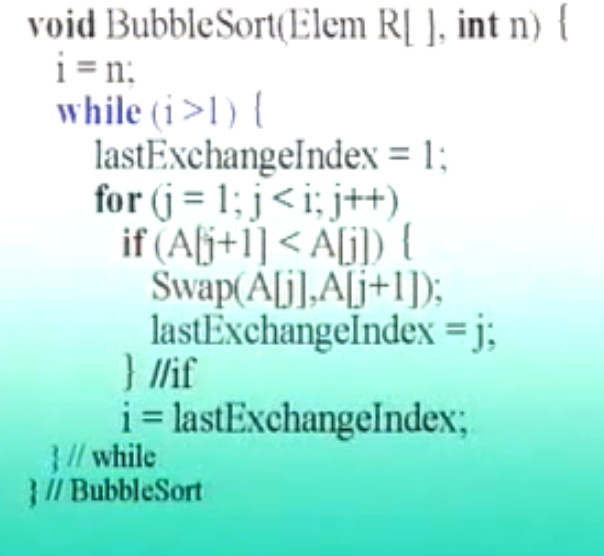 void BubbleSort(Elem R[ ], int n) {
i = n;
while (i >1) {
lastExchangeIndex = 1;
for (j = 1; j < i; j++)
if (A[j+1] < A[j]) {
Swap(A[j],A[j+1]);
lastExchangeIndex = j;
} //if
i = lastExchangeIndex;
} // while
} // BubbleSort